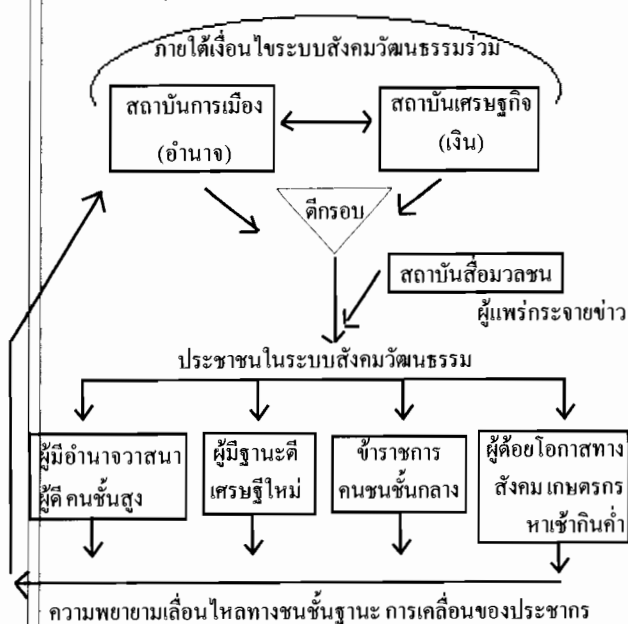 ภายใต้เงื่อนไขระบบสังคมวัฒนธรรมร่วม
สถาบันการเมือง
(อำนาจ)
สถาบันเศรษฐกิจ
(เงิน)
ตีกรอบ
สถาบันสื่อมวลชน
ผู้แพร่กระจายข่าว
ประชาชนในระบบสังคมวัฒนธรรม
ผู้มีอำนาจวาสนา
ผู้ดี คนชั้นสูง
ผู้มีฐานะดี
เศรษฐีใหม่
ข้าราชการ
คนชนชั้นกลาง
ผู้ด้อยโอกาสทาง
สังคม เกษตรกร
หาเช้ากินค่ำ
ความพยายามเลื่อนไหลทางชนชั้นฐานะ การเคลื่อนของประชากร